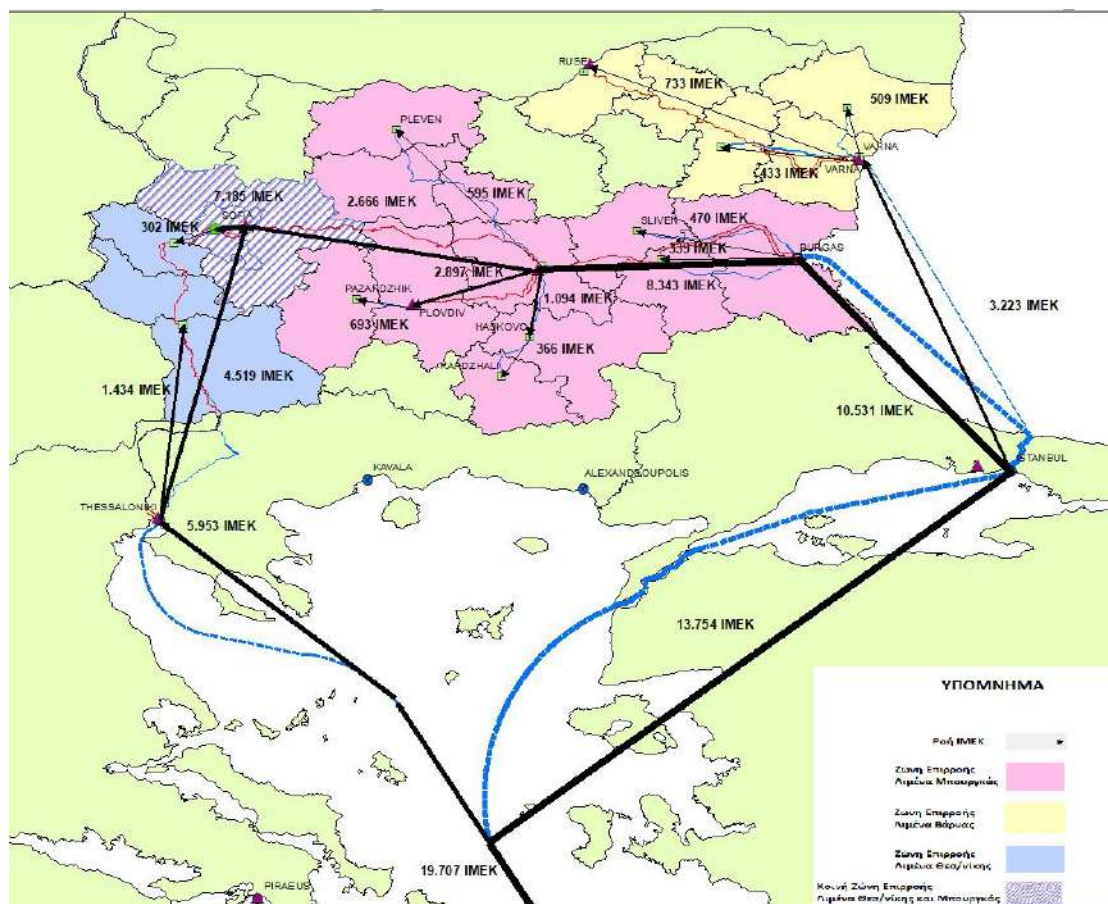 RUSE
733 IMEK
509 IMEK
PLEVEN
VARNA
VARNA
1.433 IMEK
595 IMEK
7.185 IMEK
2.666 IMEK
SOFIA
470 IMEK
302 IMEK
SLIVEN
339 IMEK
BURGAS
2.897 IMEK
8.343 IMEK
PAZARDZHIK
1.094 IMEK
3.223 IMEK
693 IMEK
PLOVDIV
HASKOVO
366 IMEK
KARDZHALI
1.434 IMEK
4.519 IMEK
10.531 IMEK
KAVALA
ALEXANDROUPOLIS
ISTANBUL
THESSALONIKI
5.953 IMEK
13.754 IMEK
19.707 IMEK
PIRAEUS
ΥΠΟΜΝΗΜΑ
Ροή ΙΜΕΚ
Ζώνη Επιρροής
Λιμένα Μπουργκάς
Ζώνη Επιρροής
Λιμένα Βάρνας
Ζώνη Επιρροής
Λιμένα Θεσ/νίκης
Κοινή Ζώνη Επιρροής
Λιμένα Θεσ/νίκης και Μπουργκάς